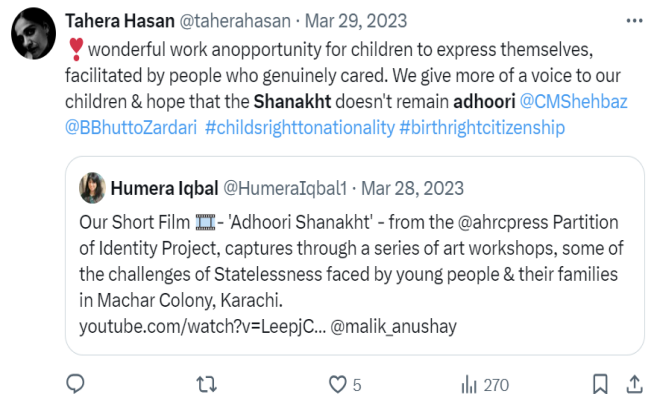 Tahera Hasan @taherahasan · Mar 29, 2023
❣️wonderful work anopportunity for children to express themselves,
facilitated by people who genuinely cared. We give more of a voice to our
children & hope that the Shanakht doesn't remain adhoori @CMShehbaz
@BBhuttoZardari #childsrighttonationality #birthrightcitizenship
Humera Iqbal @HumeraIqbal1 · Mar 28, 2023
Our Short Film 🎞️- 'Adhoori Shanakht' - from the @ahrcpress Partition
of Identity Project, captures through a series of art workshops, some of
the challenges of Statelessness faced by young people & their families
in Machar Colony, Karachi.
youtube.com/watch?v=LeepjC... @malik_anushay
5 270